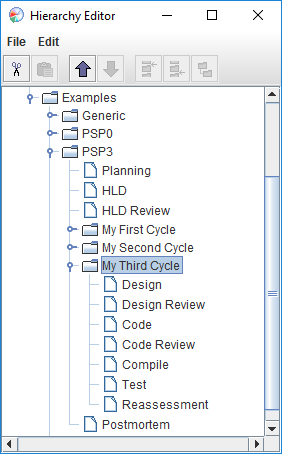 Hierarchy Editor
File Edit
Examples
Generic
PSP0
PSP3
Planning
HLD
HLD Review
My First Cycle
My Second Cycle
My Third Cycle
Design
Design Review
Code
Code Review
Compile
Test
Reassessment
Postmortem